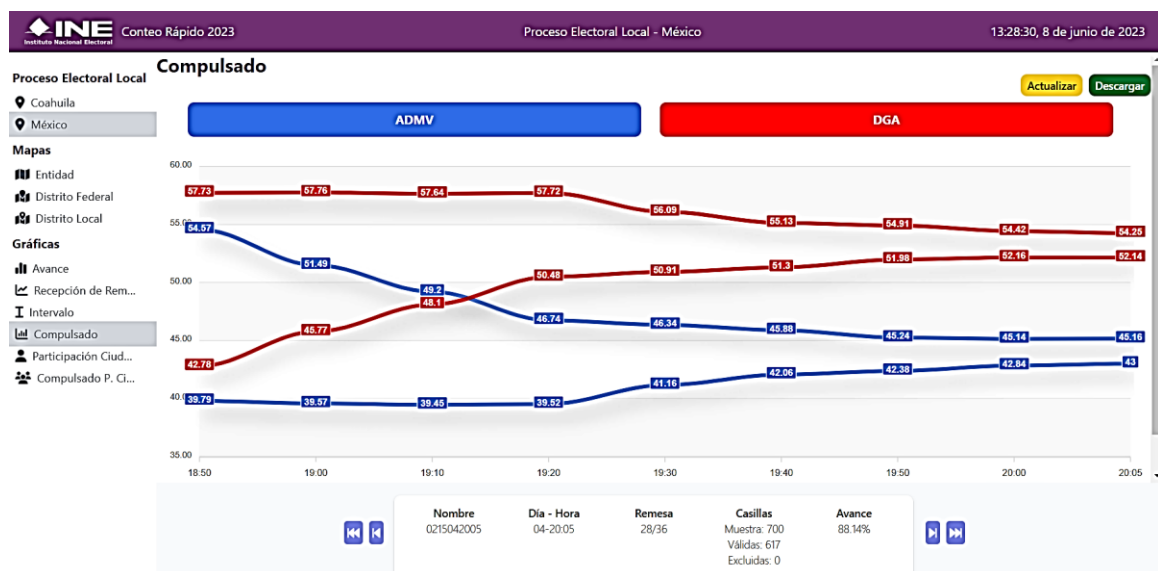 INE
Instituto Nacional Electoral
Conteo Rápido 2023
Proceso Electoral Local - México
13:28:30, 8 de junio de 2023
Proceso Electoral Local
Coahuila
México
Mapas
Entidad
Distrito Federal
Distrito Local
Gráficas
Avance
Recepción de Rem...
Intervalo
Compulsado
Participación Ciud...
Compulsado P. Ci...
Compulsado
Actualizar
Descargar
ADMV
DGA
60.00
57.73 57.76 57.64 57.72 56.09 55.13 54.91 54.42 54.25
55.00
54.57 51.49 49.2 46.74 46.34 45.88 45.24 45.14 45.16
50.00
42.78 45.77 48.1 50.48 50.91 51.3 51.98 52.16 52.14
45.00
39.79 39.57 39.45 39.52 41.16 42.06 42.38 42.84 43
40.00
35.00
18:50 19:00 19:10 19:20 19:30 19:40 19:50 20:00 20:05
Nombre Día - Hora Remesa Casillas Avance
0215042005 04-20:05 28/36 Muestra: 700 88.14%
Válidas: 617
Excluidas: 0